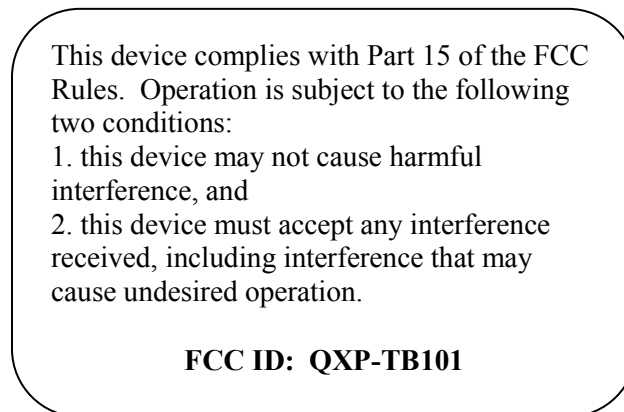 This device complies with Part 15 of the FCC
Rules.  Operation is subject to the following
two conditions:
1. this device may not cause harmful
interference, and
2. this device must accept any interference
received, including interference that may
cause undesired operation.
FCC ID:  QXP-TB101